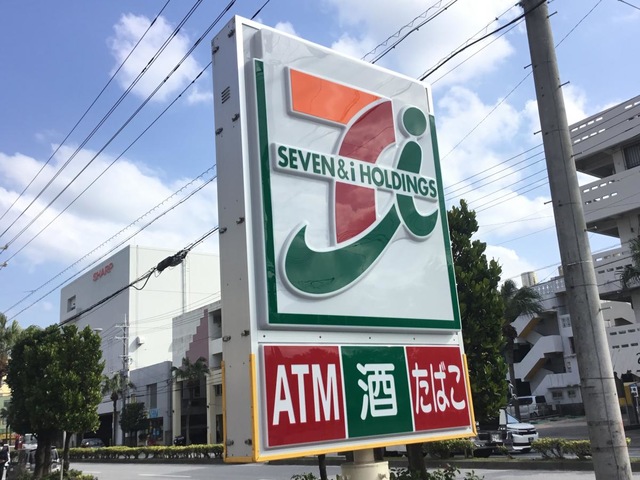 SHARP
SEVEN&i HOLDINGS
ATM 酒 たばこ